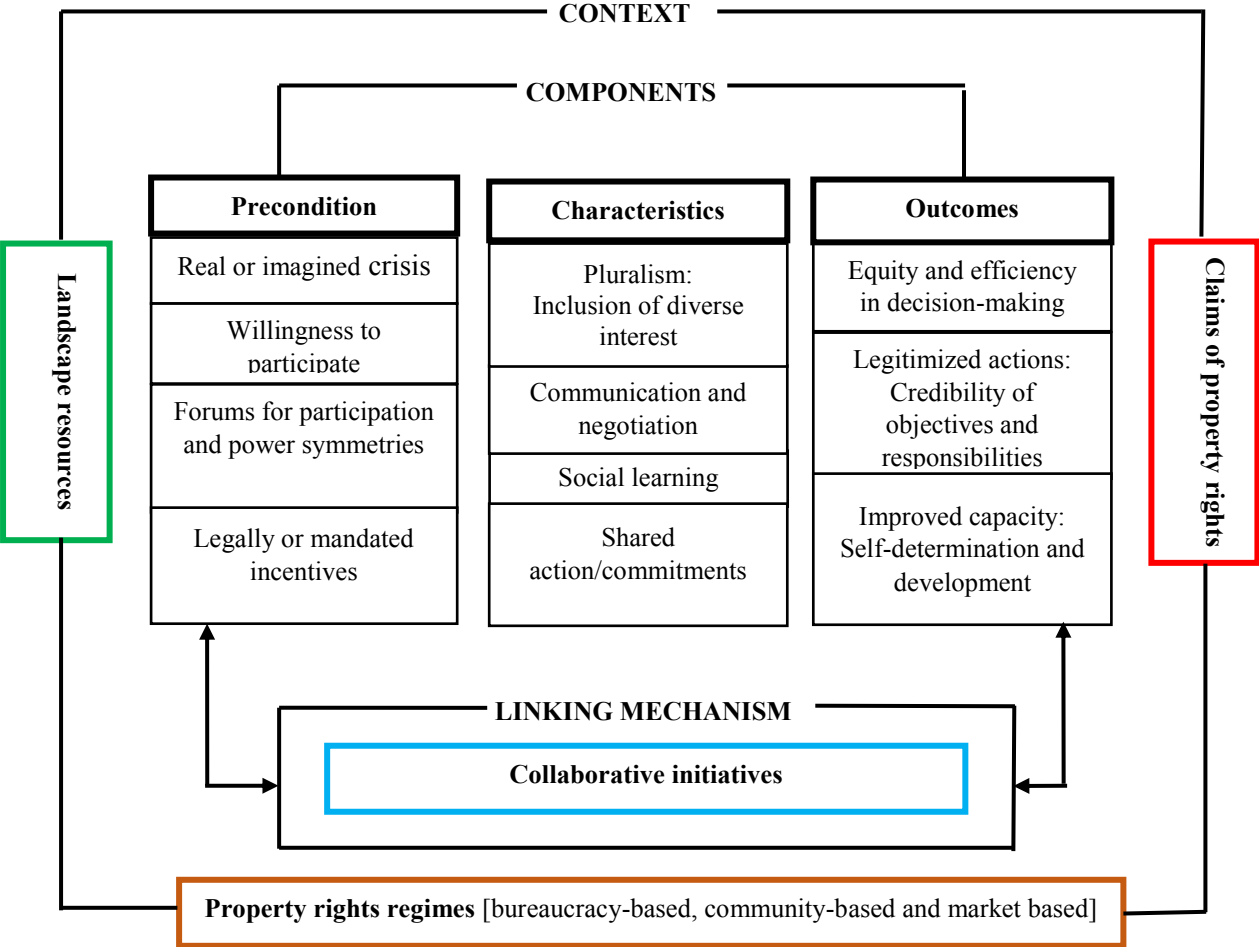 CONTEXT
COMPONENTS
Precondition
Real or imagined crisis
Willingness to
participate
Forums for participation
and power symmetries
Legally or mandated
incentives
Characteristics
Pluralism:
Inclusion of diverse
interest
Communication and
negotiation
Social learning
Shared
action/commitments
Outcomes
Equity and efficiency
in decision-making
Legitimized actions:
Credibility of
objectives and
responsibilities
Improved capacity:
Self-determination and
development
Landscape resources
Claims of property rights
LINKING MECHANISM
Collaborative initiatives
Property rights regimes [bureaucracy-based, community-based and market based]